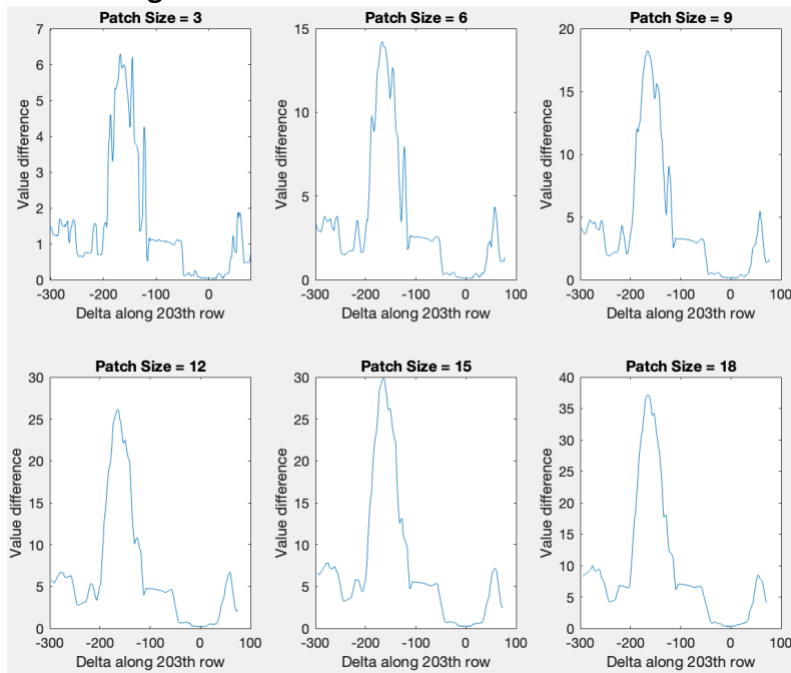 Patch Size = 3
7
6
5
4
3
2
1
0
Value difference
-300 -200 -100 0
Delta along 203th row
Patch Size = 6
15
10
5
0
Value difference
-300 -200 -100 0 100
Delta along 203th row
Patch Size = 9
20
15
10
5
0
Value difference
-300 -200 -100 0 100
Delta along 203th row
Patch Size = 12
30
25
20
15
10
5
0
Value difference
-300 -200 -100 0 100
Delta along 203th row
Patch Size = 15
30
25
20
15
10
5
0
Value difference
-300 -200 -100 0 100
Delta along 203th row
Patch Size = 18
40
35
30
25
20
15
10
5
0
Value difference
-300 -200 -100 0 100
Delta along 203th row